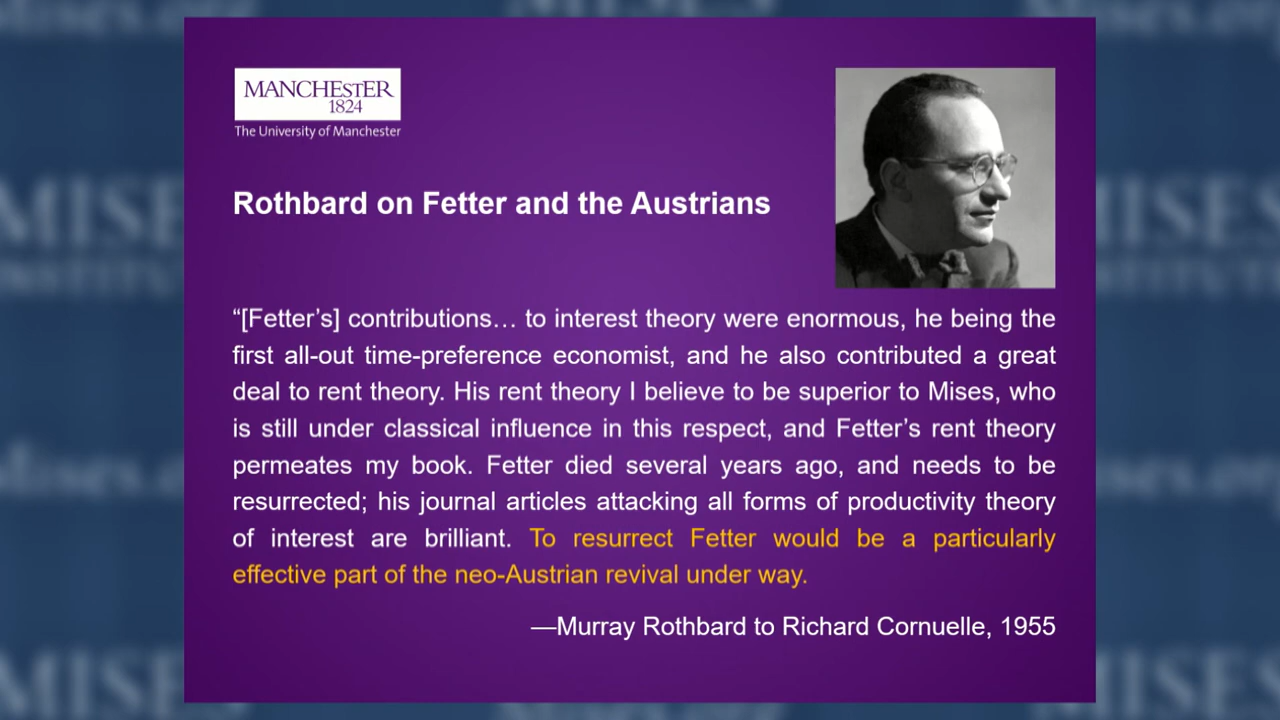 MANCHESTER
1824
The University of Manchester
Rothbard on Fetter and the Austrians
“[Fetter’s] contributions… to interest theory were enormous, he being the
first all-out time-preference economist, and he also contributed a great
deal to rent theory. His rent theory I believe to be superior to Mises, who
is still under classical influence in this respect, and Fetter’s rent theory
permeates my book. Fetter died several years ago, and needs to be
resurrected; his journal articles attacking all forms of productivity theory
of interest are brilliant. To resurrect Fetter would be a particularly
effective part of the neo-Austrian revival under way.
—Murray Rothbard to Richard Cornuelle, 1955